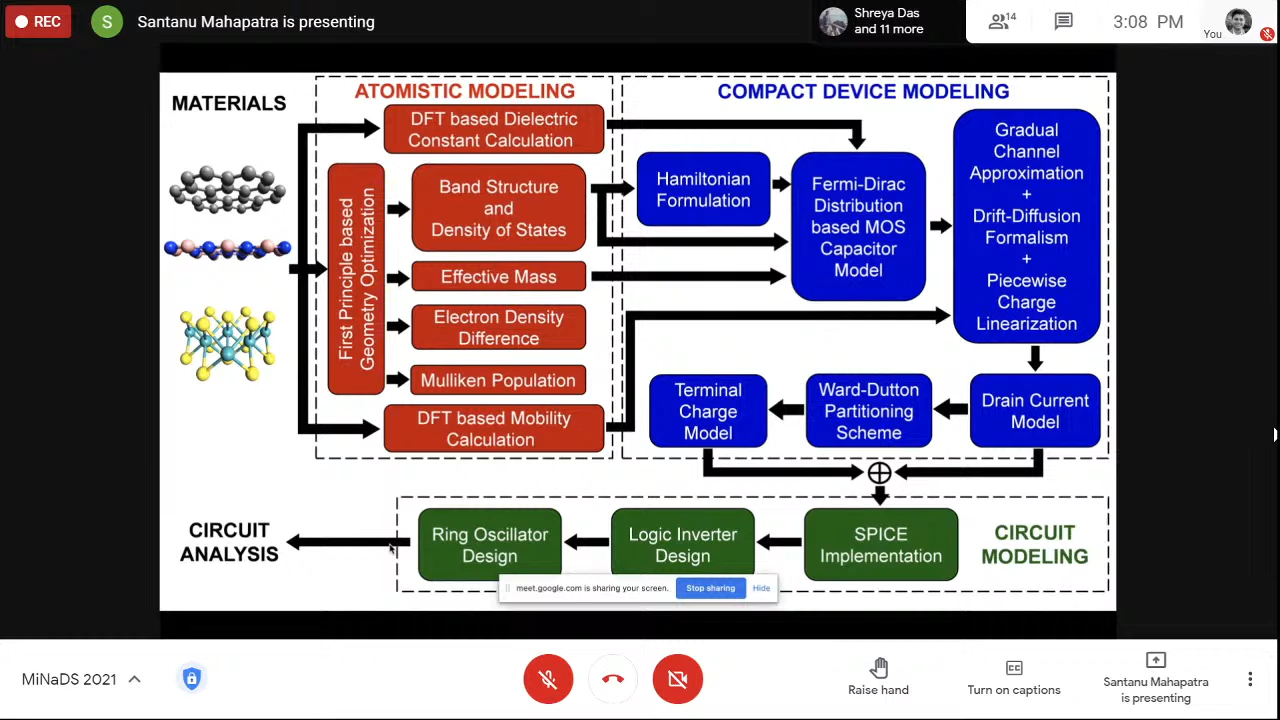 REC
S
Santanu Mahapatra is presenting
Shreya Das
and 11 more
14
3:08 PM
You
MATERIALS
ATOMISTIC MODELING
DFT based Dielectric
Constant Calculation
First Principle based
Geometry Optimization
Band Structure
and
Density of States
Effective Mass
Electron Density
Difference
Mulliken Population
DFT based Mobility
Calculation
COMPACT DEVICE MODELING
Hamiltonian
Formulation
Fermi-Dirac
Distribution
based MOS
Capacitor
Model
Gradual
Channel
Approximation
+
Drift-Diffusion
Formalism
+
Piecewise
Charge
Linearization
Terminal
Charge
Model
Ward-Dutton
Partitioning
Scheme
Drain Current
Model
CIRCUIT
ANALYSIS
Ring Oscillator
Design
Logic Inverter
Design
SPICE
Implementation
CIRCUIT
MODELING
meet.google.com is sharing your screen.
Stop sharing
Hide
MiNaDS 2021
Raise hand
CC
Turn on captions
Santanu Mahapatra
is presenting